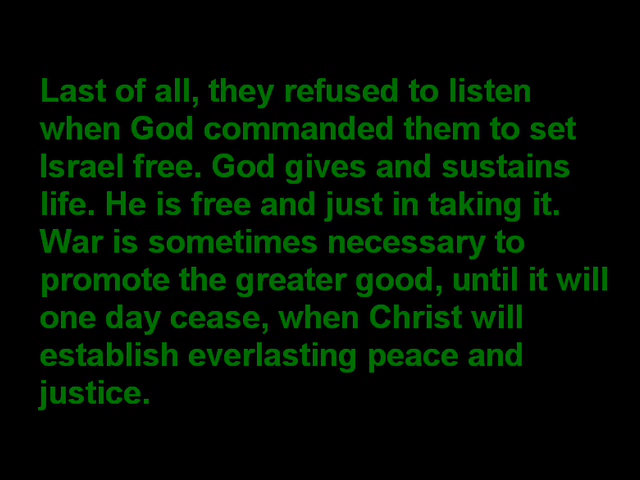 Last of all, they refused to listen
when God commanded them to set
Israel free. God gives and sustains
life. He is free and just in taking it.
War is sometimes necessary to
promote the greater good, until it will
one day cease, when Christ will
establish everlasting peace and
justice.